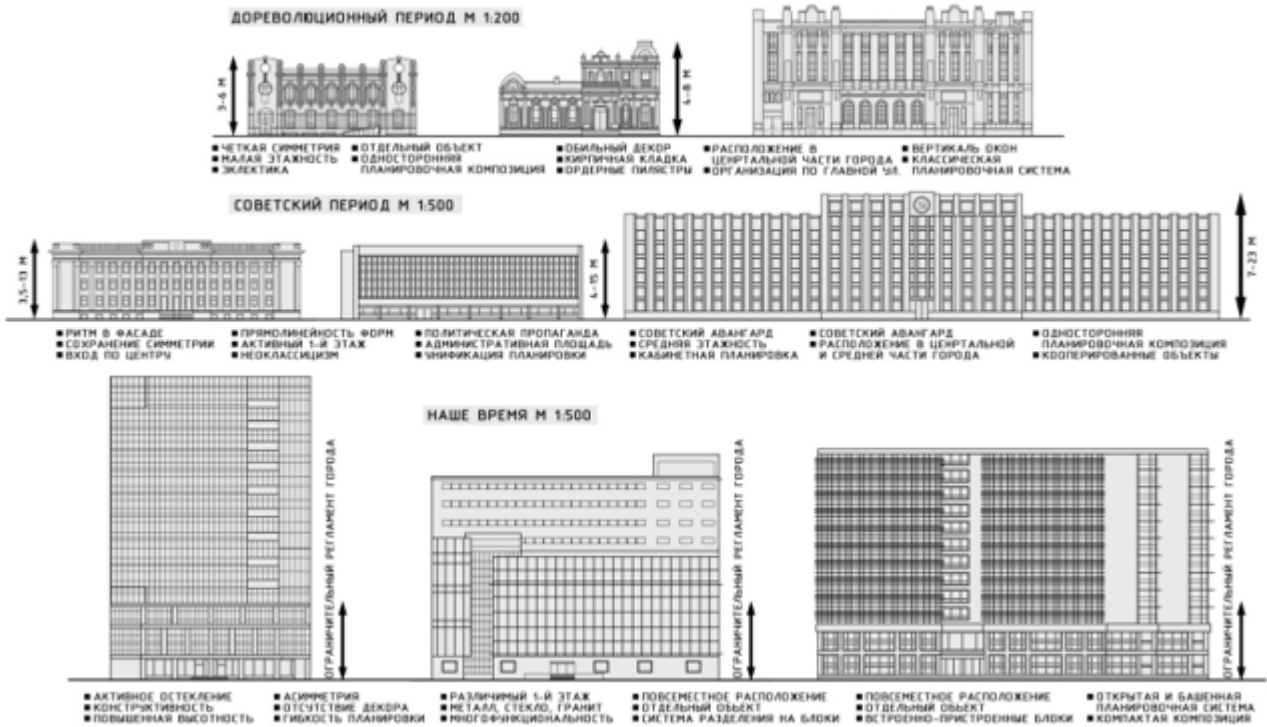 ДОРЕВОЛЮЦИОННЫЙ ПЕРИОД М 1:200
3-6 М
4-8 М
■ ЧЕТКАЯ СИММЕТРИЯ ■ ОТДЕЛЬНЫЙ ОБЪЕКТ ■ ОБИЛЬНЫЙ ДЕКОР ■ РАСПОЛОЖЕНИЕ В ■ ВЕРТИКАЛЬ ОКОН
■ МАЛАЯ ЭТАЖНОСТЬ ■ ОДНОСТОРОННЯЯ ■ КИРПИЧНАЯ КЛАДКА ЦЕНРТАЛЬНОЙ ЧАСТИ ГОРОДА ■ КЛАССИЧЕСКАЯ
■ ЭКЛЕКТИКА ПЛАНИРОВОЧНАЯ КОМПОЗИЦИЯ ■ ОРДЕРНЫЕ ПИЛЯСТРЫ ■ ОРГАНИЗАЦИЯ ПО ГЛАВНОЙ УЛ. ПЛАНИРОВОЧНАЯ СИСТЕМА
СОВЕТСКИЙ ПЕРИОД М 1:500
3,5-13 М
4-15 М
7-23 М
■ РИТМ В ФАСАДЕ ■ ПРЯМОЛИНЕЙНОСТЬ ФОРМ ■ ПОЛИТИЧЕСКАЯ ПРОПАГАНДА ■ СОВЕТСКИЙ АВАНГАРД ■ СОВЕТСКИЙ АВАНГАРД ■ ОДНОСТОРОННЯЯ
■ СОХРАНЕНИЕ СИММЕТРИИ ■ АКТИВНЫЙ 1-Й ЭТАЖ ■ АДМИНИСТРАТИВНАЯ ПЛОЩАДЬ ■ СРЕДНЯЯ ЭТАЖНОСТЬ ■ РАСПОЛОЖЕНИЕ В ЦЕНРТАЛЬНОЙ ПЛАНИРОВОЧНАЯ КОМПОЗИЦИЯ
■ ВХОД ПО ЦЕНТРУ ■ НЕОКЛАССИЦИЗМ ■ УНИФИКАЦИЯ ПЛАНИРОВКИ ■ КАБИНЕТНАЯ ПЛАНИРОВКА И СРЕДНЕЙ ЧАСТИ ГОРОДА ■ КООПЕРИРОВАННЫЕ ОБЪЕКТЫ
НАШЕ ВРЕМЯ М 1:500
ОГРАНИЧИТЕЛЬНЫЙ РЕГЛАМЕНТ ГОРОДА
ОГРАНИЧИТЕЛЬНЫЙ РЕГЛАМЕНТ ГОРОДА
ОГРАНИЧИТЕЛЬНЫЙ РЕГЛАМЕНТ ГОРОДА
■ АКТИВНОЕ ОСТЕКЛЕНИЕ ■ АСИММЕТРИЯ ■ РАЗЛИЧИМЫЙ 1-Й ЭТАЖ ■ ПОВСЕМЕСТНОЕ РАСПОЛОЖЕНИЕ ■ ПОВСЕМЕСТНОЕ РАСПОЛОЖЕНИЕ ■ ОТКРЫТАЯ И БАШЕННАЯ
■ КОНСТРУКТИВНОСТЬ ■ ОТСУТСТВИЕ ДЕКОРА ■ МЕТАЛЛ, СТЕКЛО, ГРАНИТ ■ ОТДЕЛЬНЫЙ ОБЪЕКТ ■ ОТДЕЛЬНЫЙ ОБЪЕКТ ПЛАНИРОВОЧНАЯ СИСТЕМА
■ ПОВЫШЕННАЯ ВЫСОТНОСТЬ ■ ГИБКОСТЬ ПЛАНИРОВКИ ■ МНОГОФУНКЦИОНАЛЬНОСТЬ ■ СИСТЕМА РАЗДЕЛЕНИЯ НА БЛОКИ ■ ВСТРОЕННО-ПРИСТРОЕННЫЕ БЛОКИ ■ КОМПАКТАЯ КОМПОЗИЦИЯ